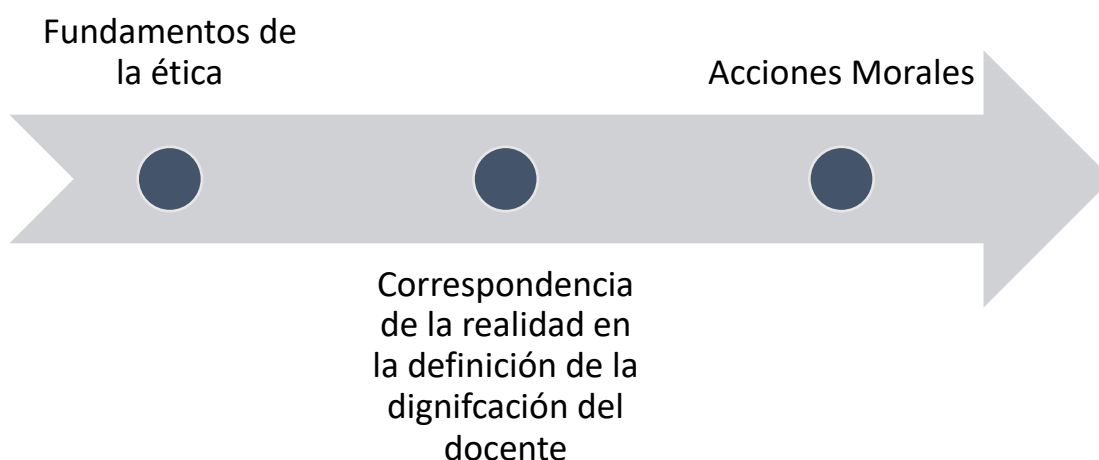 Fundamentos de
la ética
Correspondencia
de la realidad en
la definición de la
dignifcación del
docente
Acciones Morales